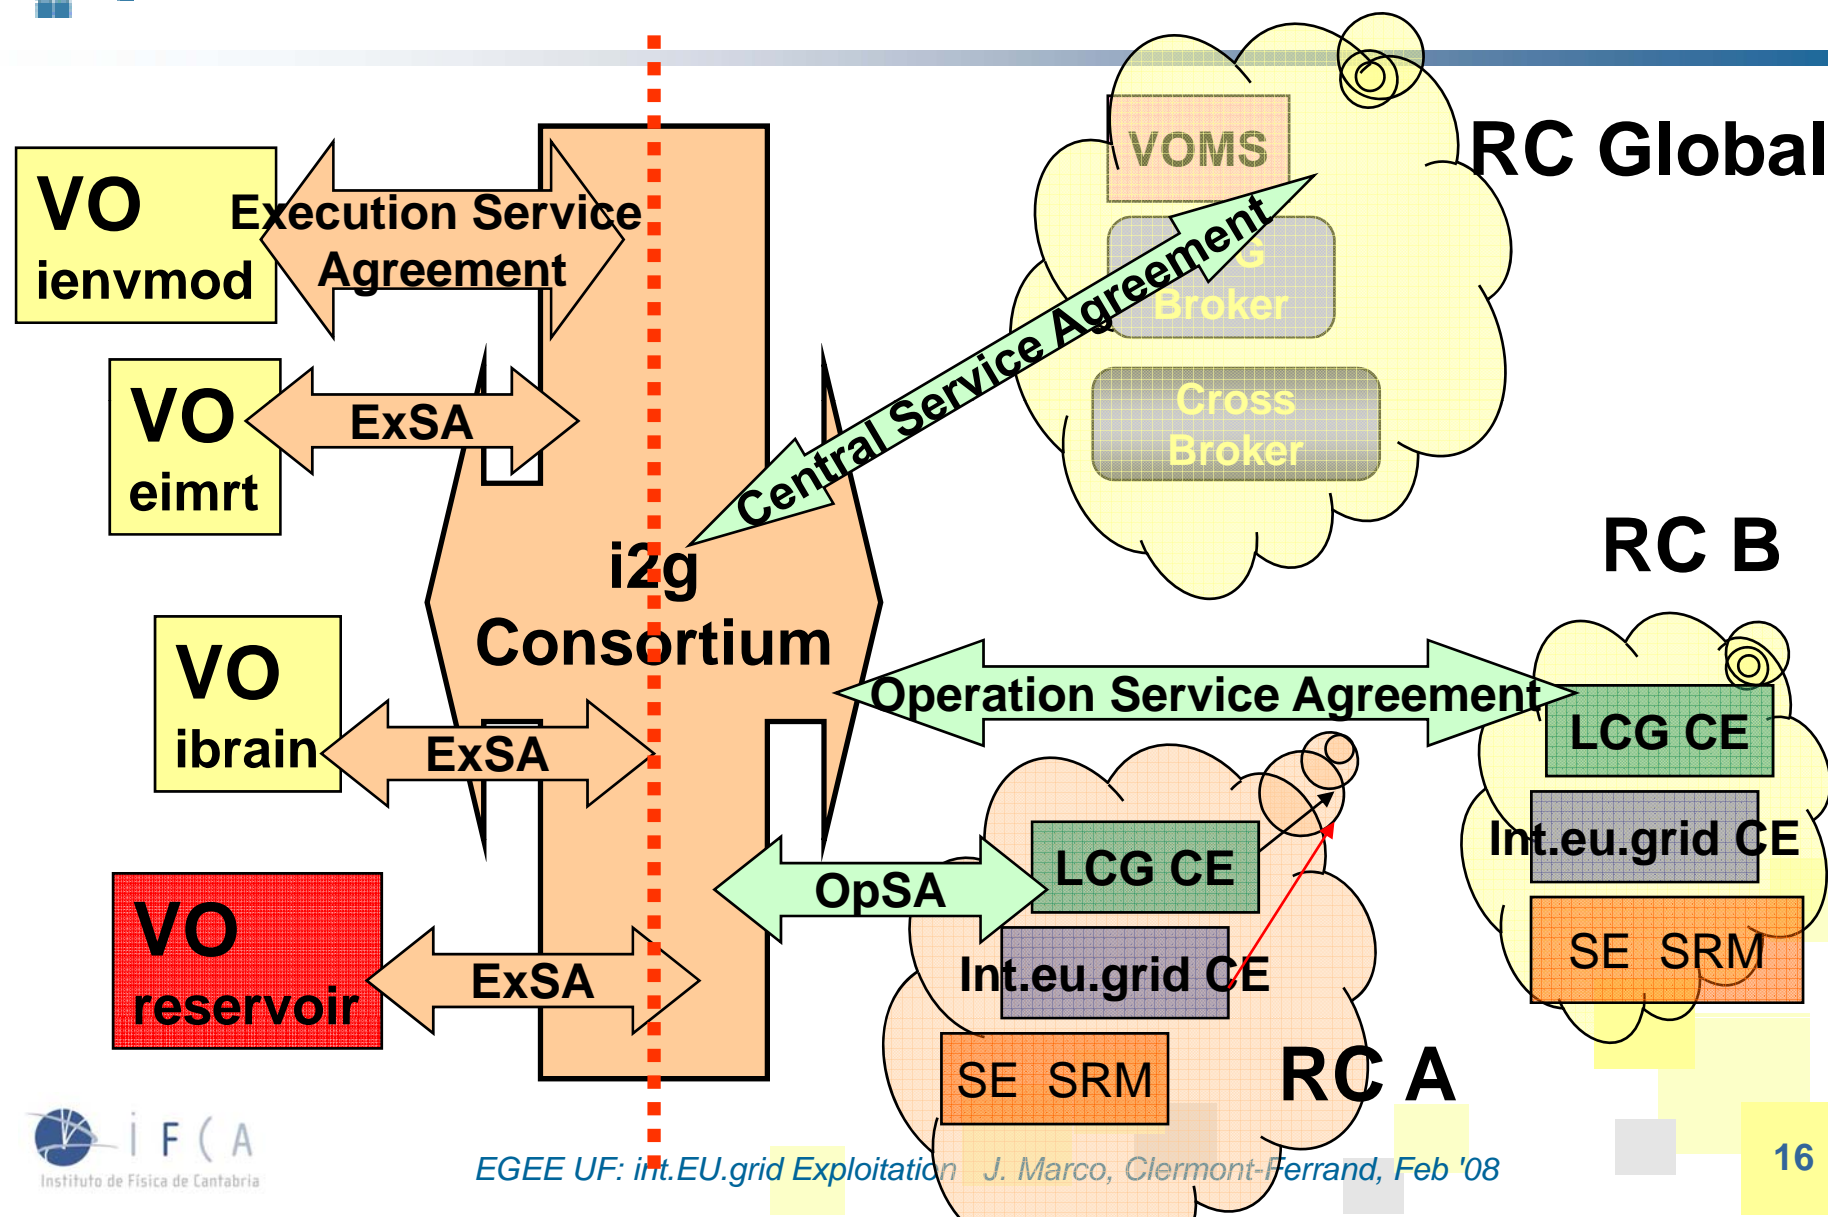 VOMS
RC Global
VO
ienvmod
Execution Service
Agreement
G
Broker
Central Service Agreement
VO
eimrt
ExSA
Cross
Broker
i2g
Consortium
RC B
VO
ibrain
ExSA
Operation Service Agreement
LCG CE
Int.eu.grid CE
SE SRM
OpSA
LCG CE
Int.eu.grid CE
SE SRM
RC A
VO
reservoir
ExSA
iFCA
Instituto de Física de Cantabria
EGEE UF: int.EU.grid Exploitation J. Marco, Clermont-Ferrand, Feb '08
16